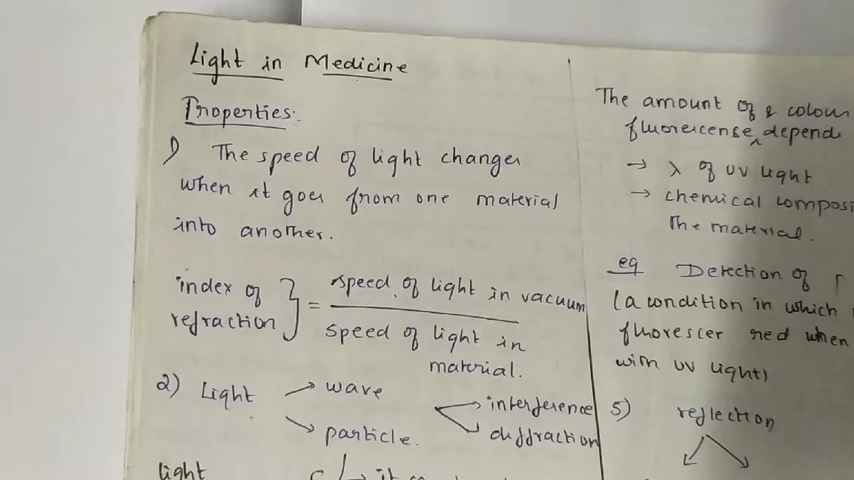 Light in Medicine
Properties:
1) The speed of light changes
when it goes from one material
into another.
index of
refraction } = speed of light in vacuum
speed of light in
material.
2) Light → wave
→ interference
→ diffraction
→ particle.
light
The amount of & colour
fluorescense depend
→ λ of UV light
→ chemical composi
The material.
eg Detection of
(a condition in which
fluoresces red when
with UV light)
5) reflection